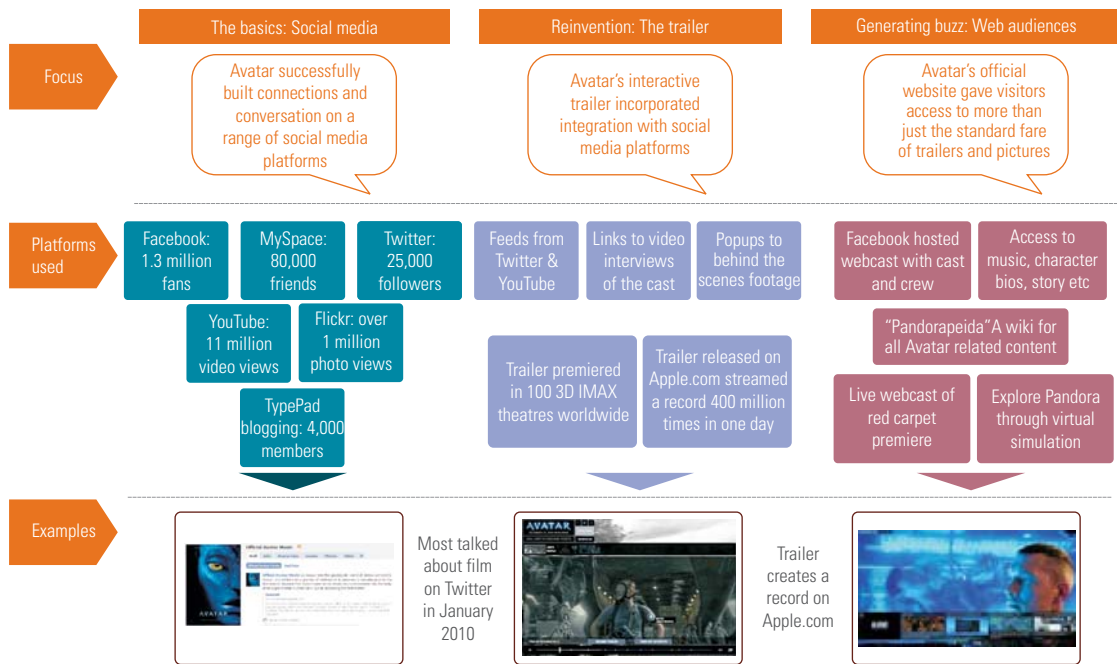 The basics: Social media
Reinvention: The trailer
Generating buzz: Web audiences
Focus
Avatar successfully
built connections and
conversation on a
range of social media
platforms
Avatar's interactive
trailer incorporated
integration with social
media platforms
Avatar's official
website gave visitors
access to more than
just the standard fare
of trailers and pictures
Platforms
used
Facebook:
1.3 million
fans
MySpace:
80,000
friends
Twitter:
25,000
followers
YouTube:
11 million
video views
Flickr: over
1 million
photo views
TypePad
blogging: 4,000
members
Feeds from
Twitter &
YouTube
Links to video
interviews
of the cast
Popups to
behind the
scenes footage
Trailer premiered
in 100 3D IMAX
theatres worldwide
Trailer released on
Apple.com streamed
a record 400 million
times in one day
Facebook hosted
webcast with cast
and crew
Access to
music, character
bios, story etc
“Pandorapeida”A wiki for
all Avatar related content
Live webcast of
red carpet
premiere
Explore Pandora
through virtual
simulation
Examples
AVATAR
Official Avatar Movie
Most talked
about film
on Twitter
in January
2010
AVATAR
Trailer
creates a
record on
Apple.com